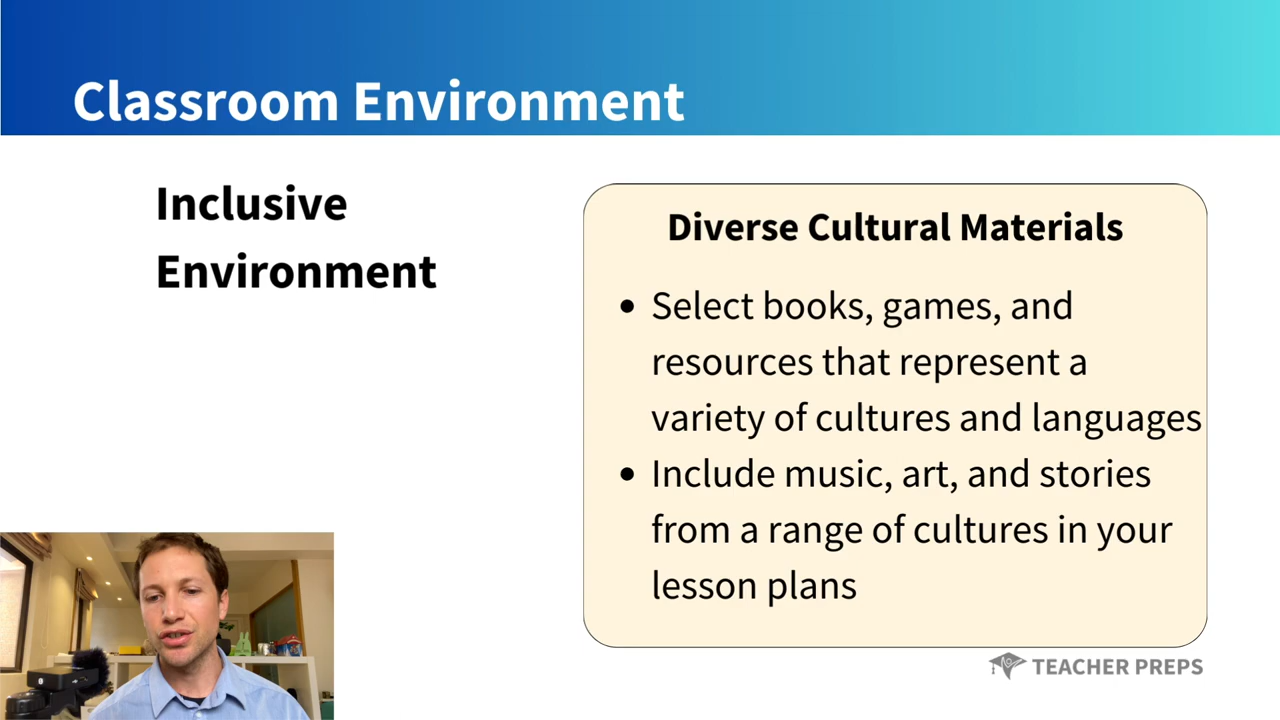 Classroom Environment
Inclusive
Environment
Diverse Cultural Materials
• Select books, games, and
resources that represent a
variety of cultures and languages
• Include music, art, and stories
from a range of cultures in your
lesson plans
TEACHER PREPS